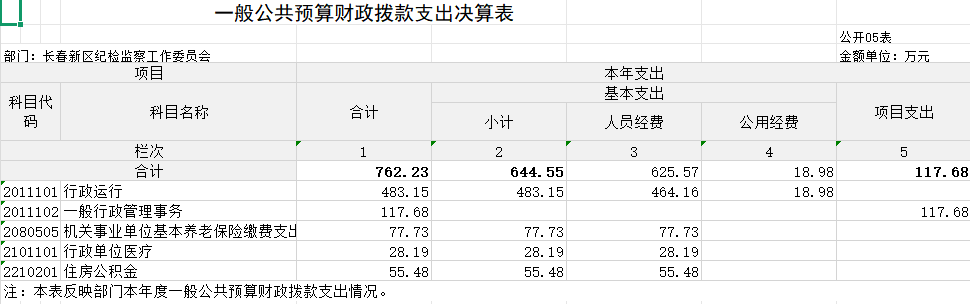 一般公共预算财政拨款支出决算表
公开05表
部门：长春新区纪检监察工作委员会 金额单位：万元
项目 本年支出
科目代码 科目名称 合计 基本支出 项目支出
小计 人员经费 公用经费
栏次 1 2 3 4 5
合计 762.23 644.55 625.57 18.98 117.68
2011101 行政运行 483.15 483.15 464.16 18.98
2011102 一般行政管理事务 117.68 117.68
2080505 机关事业单位基本养老保险缴费支出 77.73 77.73 77.73
2101101 行政单位医疗 28.19 28.19 28.19
2210201 住房公积金 55.48 55.48 55.48
注：本表反映部门本年度一般公共预算财政拨款支出情况。